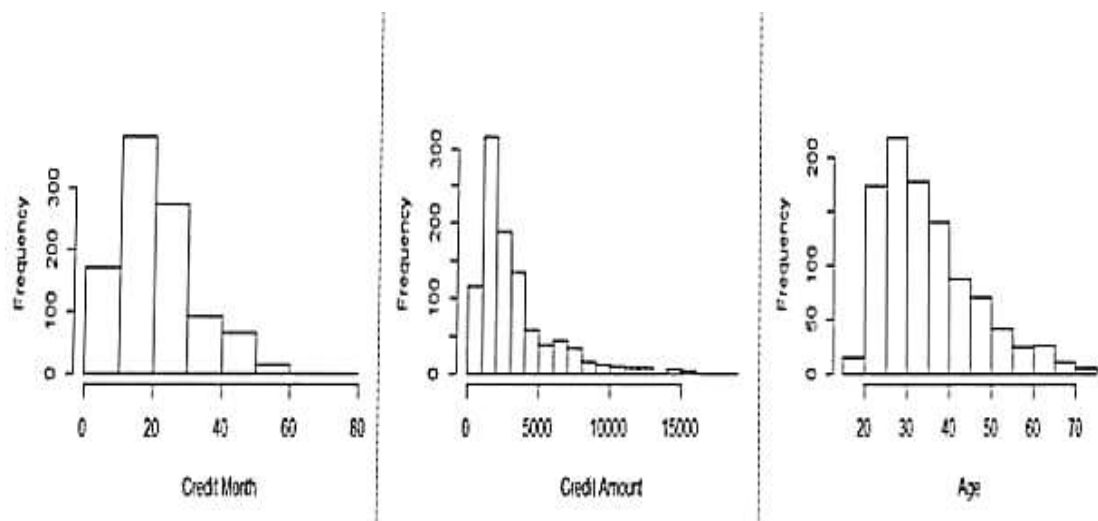 Frequency
0 100 200 300
0 20 40 60 80
Credit Month
Frequency
0 100 200 300
0 5000 10000 15000
Credit Amount
Frequency
0 50 100 200
20 30 40 50 60 70
Age